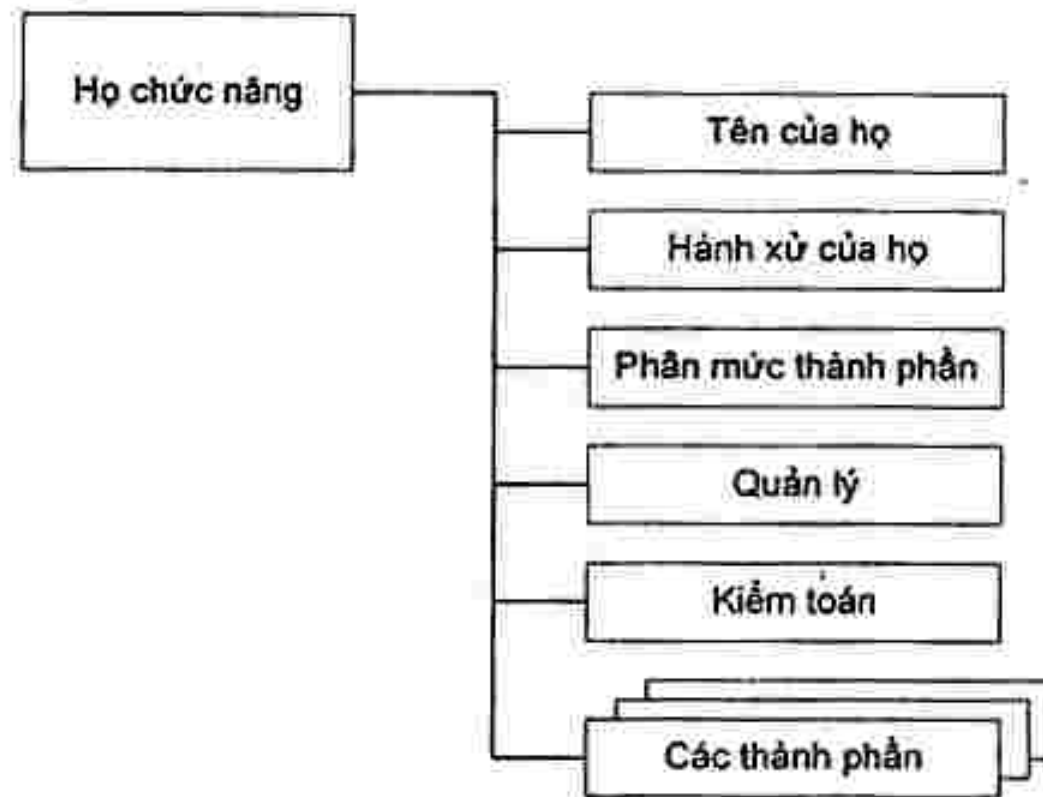 Họ chức năng
Tên của họ
Hành xử của họ
Phân mức thành phần
Quản lý
Kiểm toán
Các thành phần